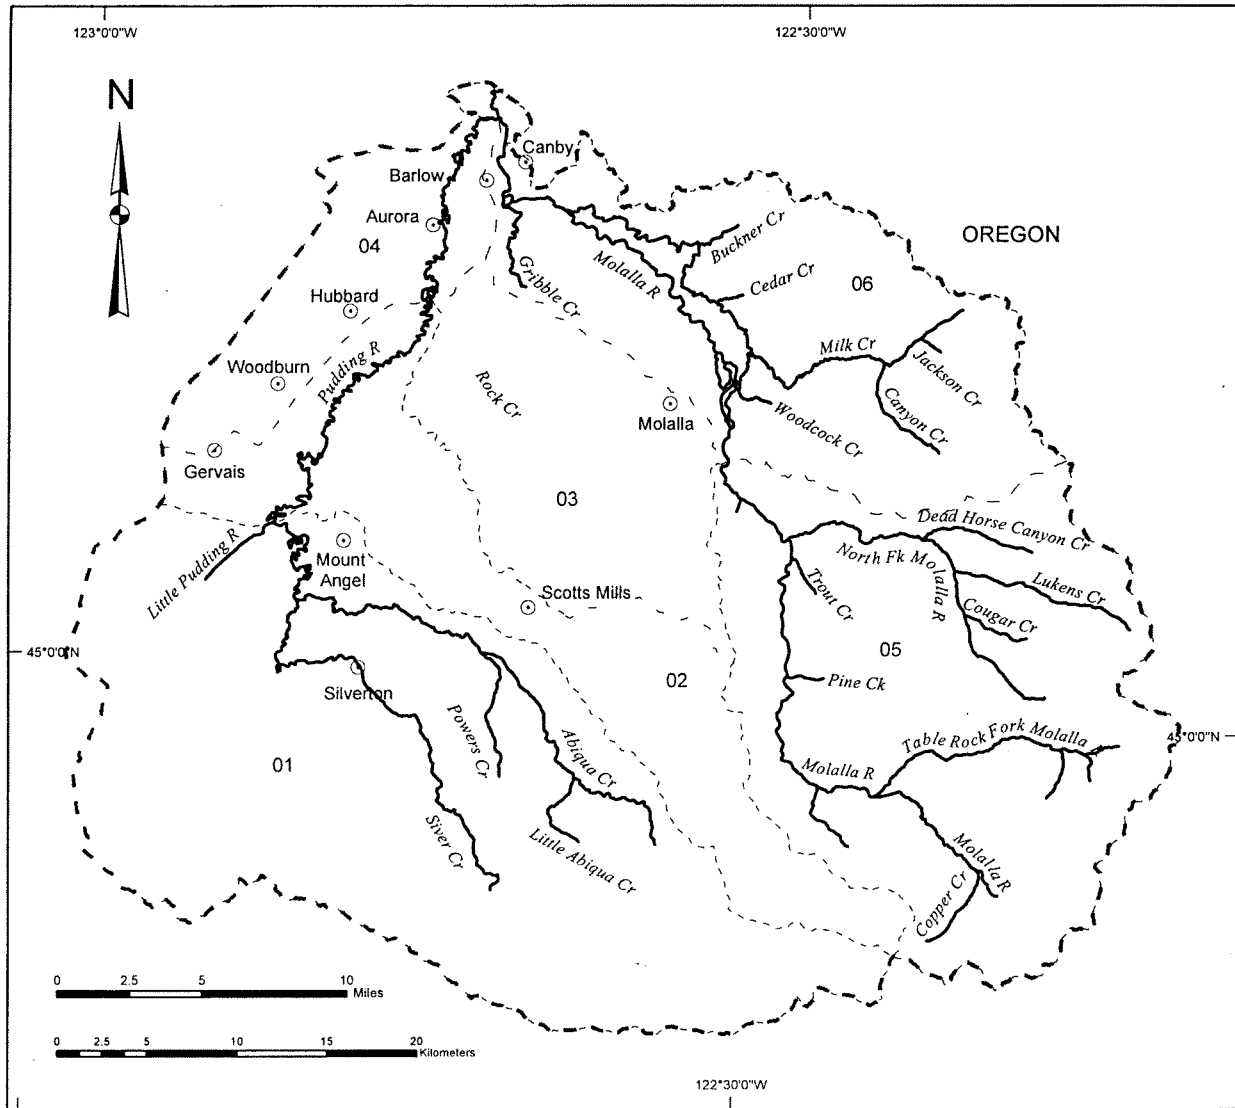 123°0'0"W
122°30'0"W
N
Canby
Barlow
Aurora
04
Buckner Cr
OREGON
Molalla R
Gribble Cr
Cedar Cr
06
Hubbard
Pudding R
Woodburn
Milk Cr
Jackson Cr
Rock Cr
Canyon Cr
Molalla
Woodcock Cr
Gervais
03
Dead Horse Canyon Cr
Little Pudding R
Mount
Angel
North Fk Molalla R
Lukens Cr
Trout Cr
Scotts Mills
Cougar Cr
45°0'0"N
05
02
Silverton
Pine Ck
Powers Cr
Abiqua Cr
Table Rock Fork Molalla
45°0'0"N
01
Molalla R
Siver Cr
Little Abiqua Cr
Molalla R
Copper Cr
0 2.5 5 10
Miles
0 2.5 5 10 15 20
Kilometers
122°30'0"W